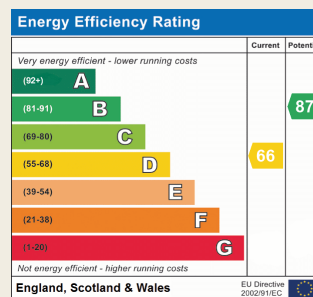 Energy Efficiency Rating
Current Potenti
Very energy efficient - lower running costs
(92+) A
(81-91) B 87
(69-80) C
(55-68) D 66
(39-54) E
(21-38) F
(1-20) G
Not energy efficient - higher running costs
England, Scotland & Wales EU Directive
2002/91/EC